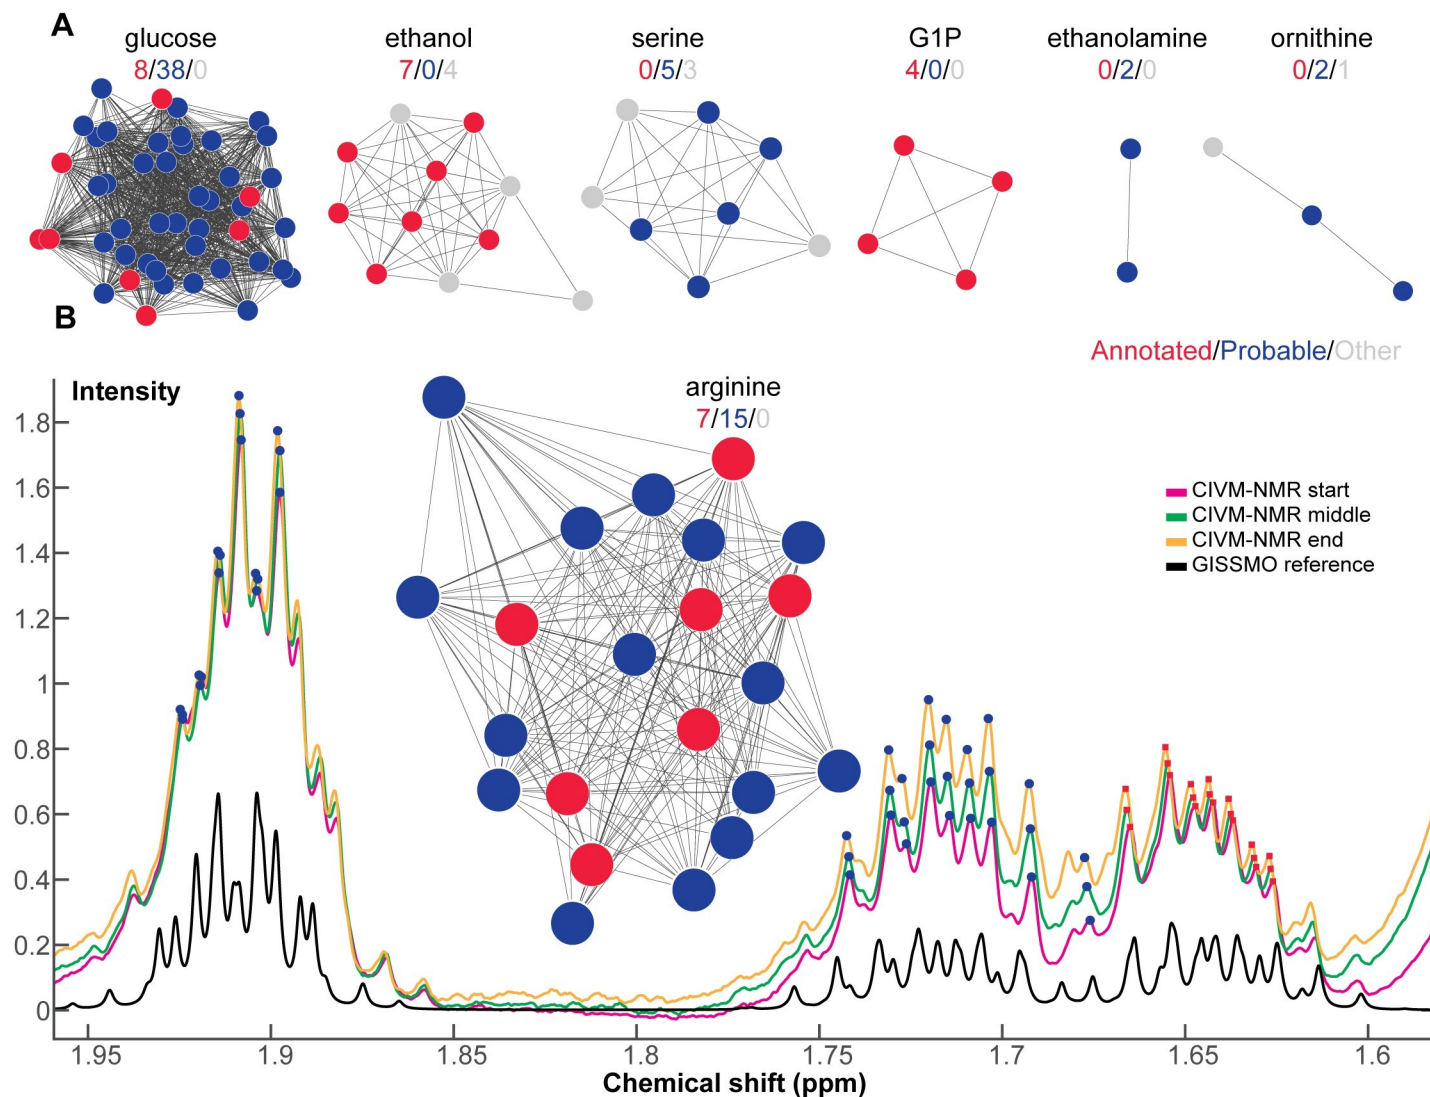 A
glucose
8/38/0
ethanol
7/0/4
serine
0/5/3
G1P
4/0/0
ethanolamine
0/2/0
ornithine
0/2/1
Annotated/Probable/Other
B
Intensity
arginine
7/15/0
CIVM-NMR start
CIVM-NMR middle
CIVM-NMR end
GISSMO reference
1.8
1.6
1.4
1.2
1
0.8
0.6
0.4
0.2
0
1.95
1.9
1.85
1.8
1.75
1.7
1.65
1.6
Chemical shift (ppm)